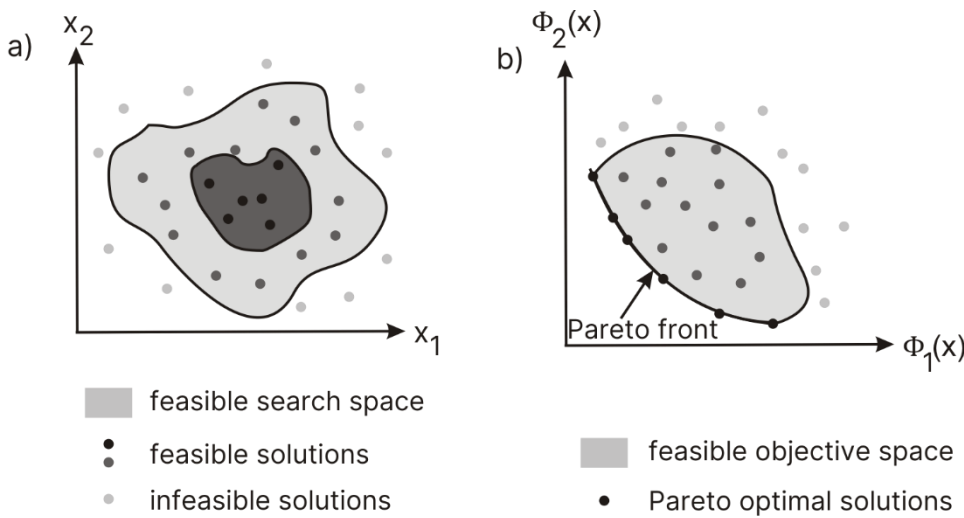 a)
x2
x1
feasible search space
feasible solutions
infeasible solutions
b)
Φ2(x)
Pareto front
Φ1(x)
feasible objective space
Pareto optimal solutions